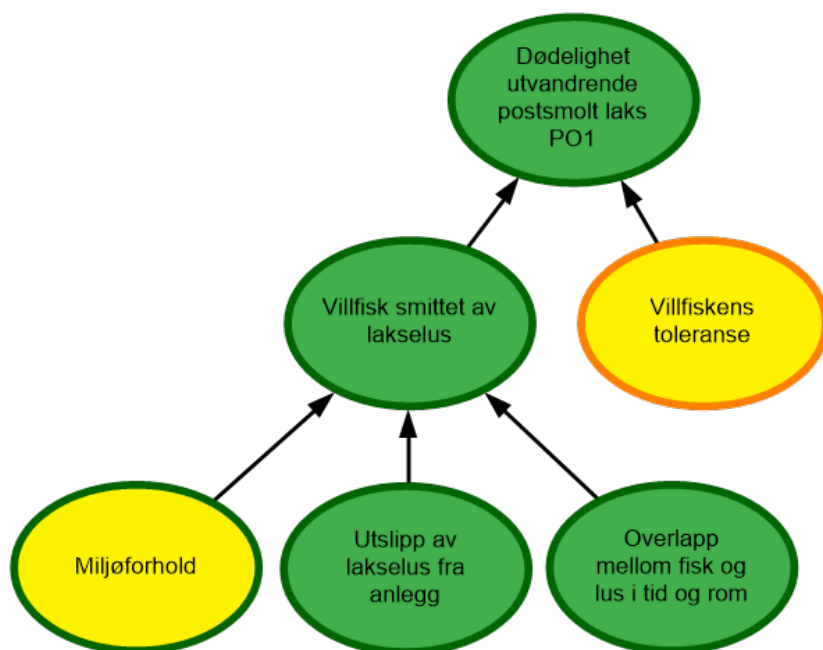 Dødelighet
utvandrende
postsmolt laks
PO1
Villfisk smittet av
lakselus
Villfiskens
toleranse
Miljøforhold
Utslipp av
lakselus fra
anlegg
Overlapp
mellom fisk og
lus i tid og rom